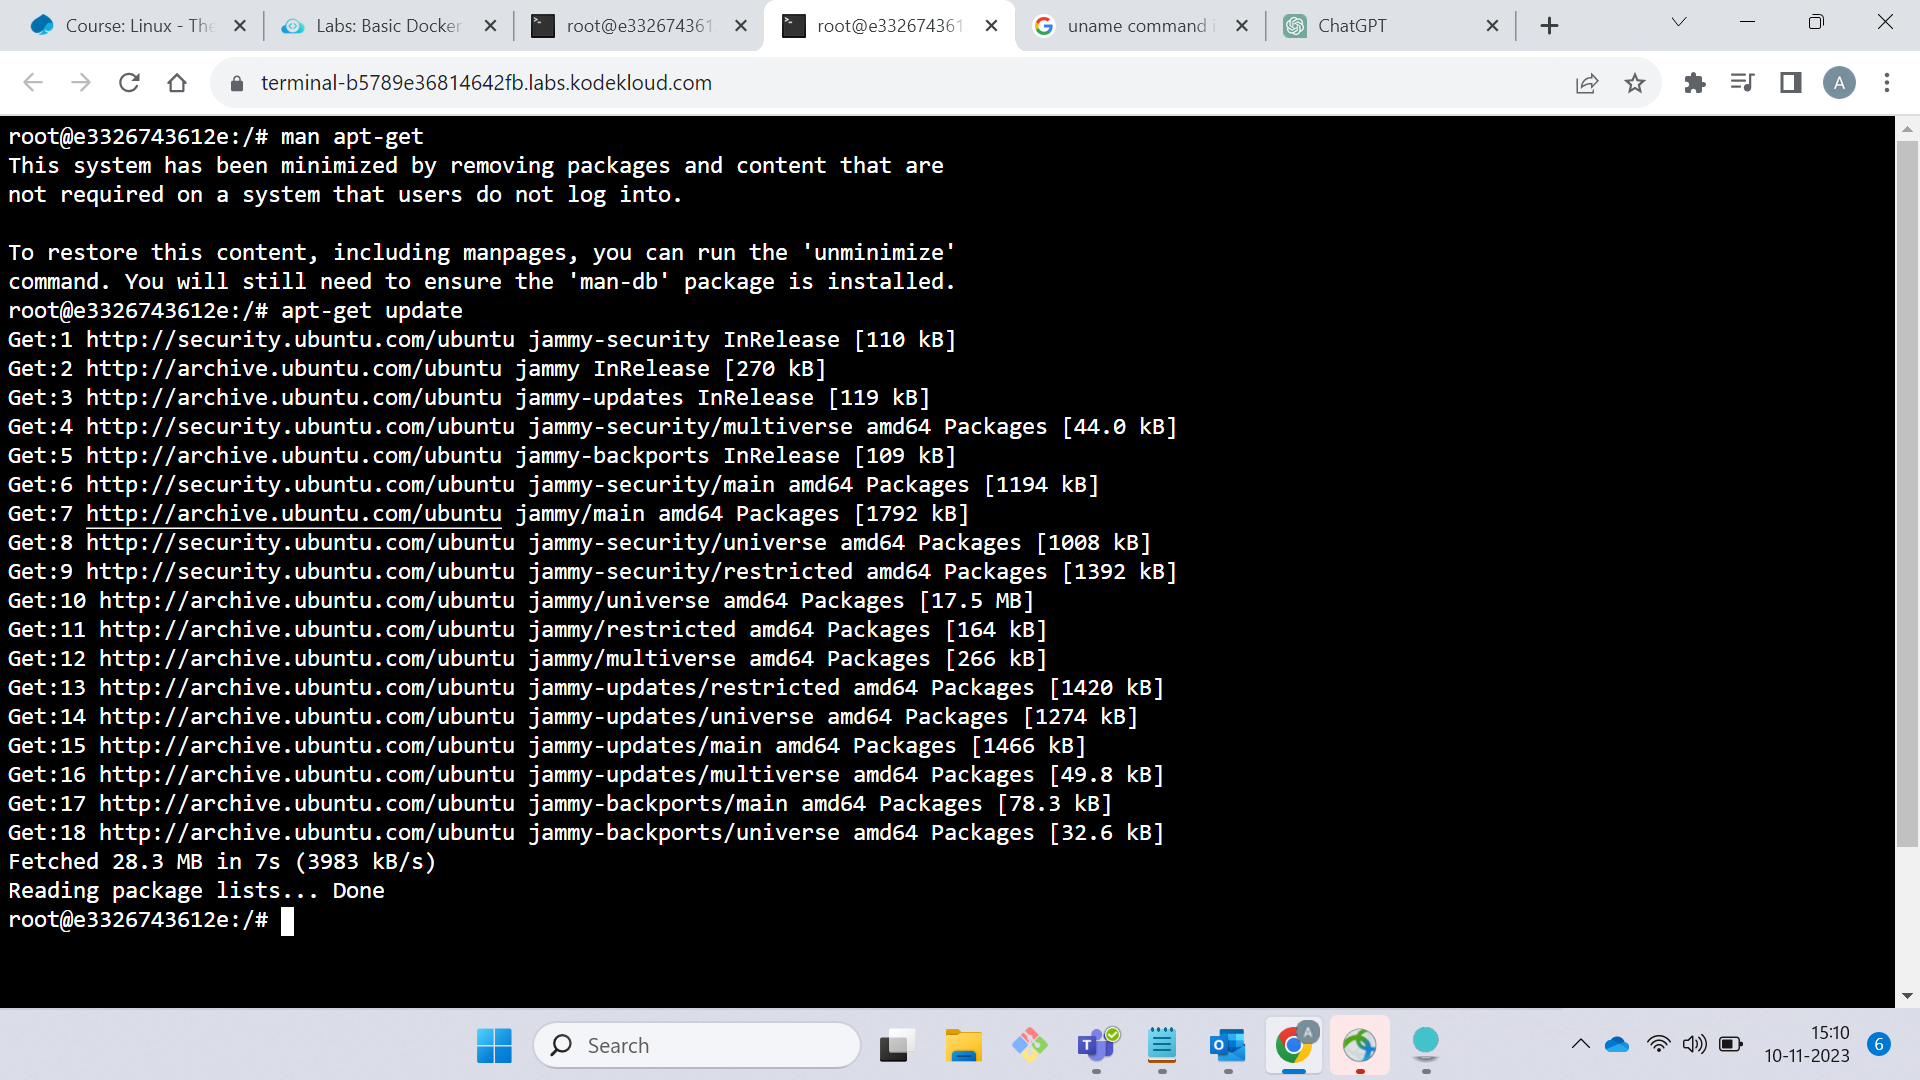 Course: Linux - The
Labs: Basic Docker
root@e332674361
root@e332674361
uname command i
ChatGPT
terminal-b5789e36814642fb.labs.kodekloud.com
A
root@e3326743612e:/# man apt-get
This system has been minimized by removing packages and content that are
not required on a system that users do not log into.
To restore this content, including manpages, you can run the 'unminimize'
command. You will still need to ensure the 'man-db' package is installed.
root@e3326743612e:/# apt-get update
Get:1 http://security.ubuntu.com/ubuntu jammy-security InRelease [110 kB]
Get:2 http://archive.ubuntu.com/ubuntu jammy InRelease [270 kB]
Get:3 http://archive.ubuntu.com/ubuntu jammy-updates InRelease [119 kB]
Get:4 http://security.ubuntu.com/ubuntu jammy-security/multiverse amd64 Packages [44.0 kB]
Get:5 http://archive.ubuntu.com/ubuntu jammy-backports InRelease [109 kB]
Get:6 http://security.ubuntu.com/ubuntu jammy-security/main amd64 Packages [1194 kB]
Get:7 http://archive.ubuntu.com/ubuntu jammy/main amd64 Packages [1792 kB]
Get:8 http://security.ubuntu.com/ubuntu jammy-security/universe amd64 Packages [1008 kB]
Get:9 http://security.ubuntu.com/ubuntu jammy-security/restricted amd64 Packages [1392 kB]
Get:10 http://archive.ubuntu.com/ubuntu jammy/universe amd64 Packages [17.5 MB]
Get:11 http://archive.ubuntu.com/ubuntu jammy/restricted amd64 Packages [164 kB]
Get:12 http://archive.ubuntu.com/ubuntu jammy/multiverse amd64 Packages [266 kB]
Get:13 http://archive.ubuntu.com/ubuntu jammy-updates/restricted amd64 Packages [1420 kB]
Get:14 http://archive.ubuntu.com/ubuntu jammy-updates/universe amd64 Packages [1274 kB]
Get:15 http://archive.ubuntu.com/ubuntu jammy-updates/main amd64 Packages [1466 kB]
Get:16 http://archive.ubuntu.com/ubuntu jammy-updates/multiverse amd64 Packages [49.8 kB]
Get:17 http://archive.ubuntu.com/ubuntu jammy-backports/main amd64 Packages [78.3 kB]
Get:18 http://archive.ubuntu.com/ubuntu jammy-backports/universe amd64 Packages [32.6 kB]
Fetched 28.3 MB in 7s (3983 kB/s)
Reading package lists... Done
root@e3326743612e:/#
Search
T
O
A
15:10
10-11-2023
6